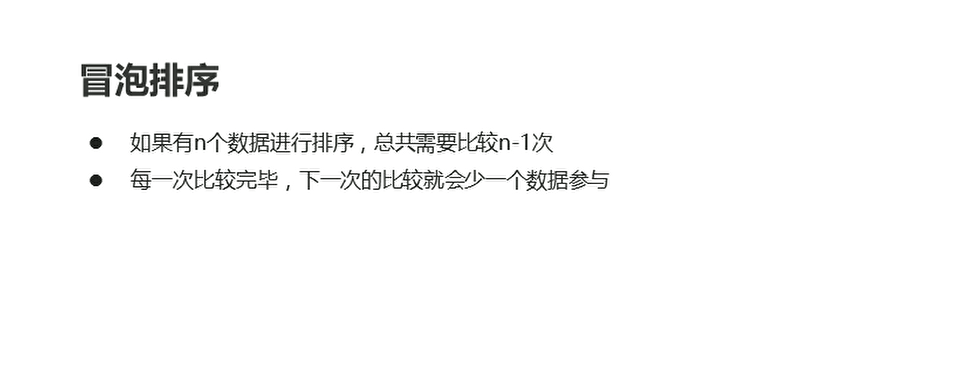 冒泡排序
● 如果有n个数据进行排序，总共需要比较n-1次
● 每一次比较完毕，下一次的比较就会少一个数据参与